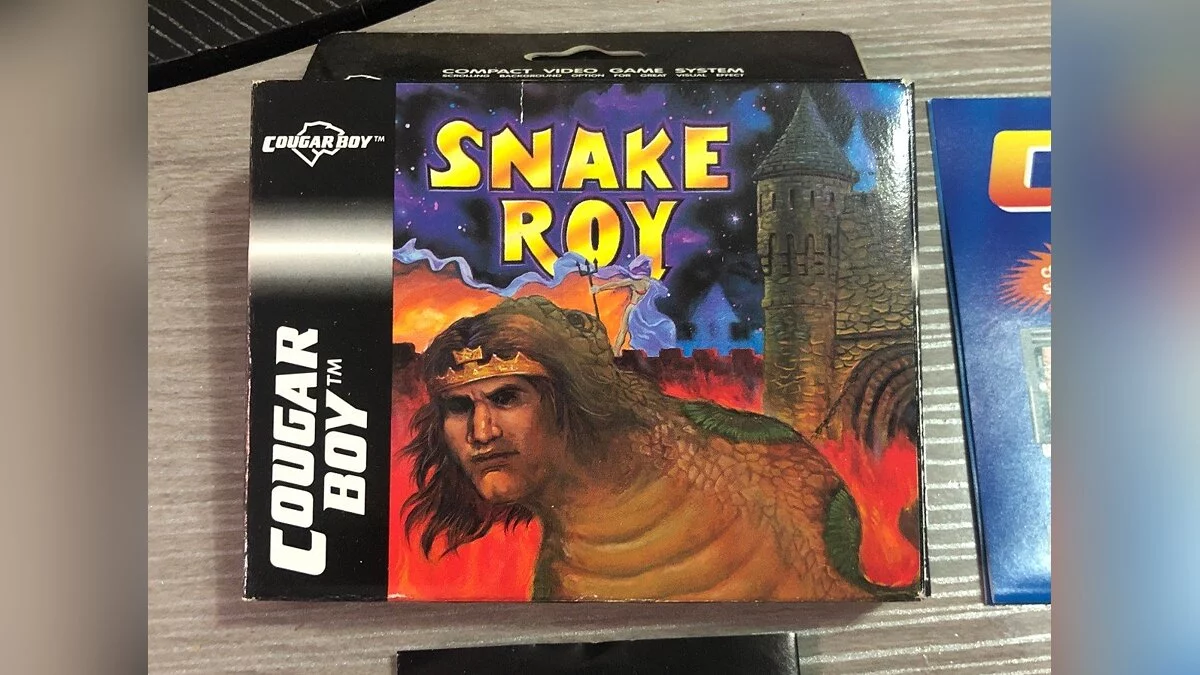 COMPACT VIDEO GAME SYSTEM
SCROLLING BACKGROUND OPTION FOR GREAT VISUAL EFFECT
COUGAR BOY™
SNAKE
ROY
COUGAR
BOY™